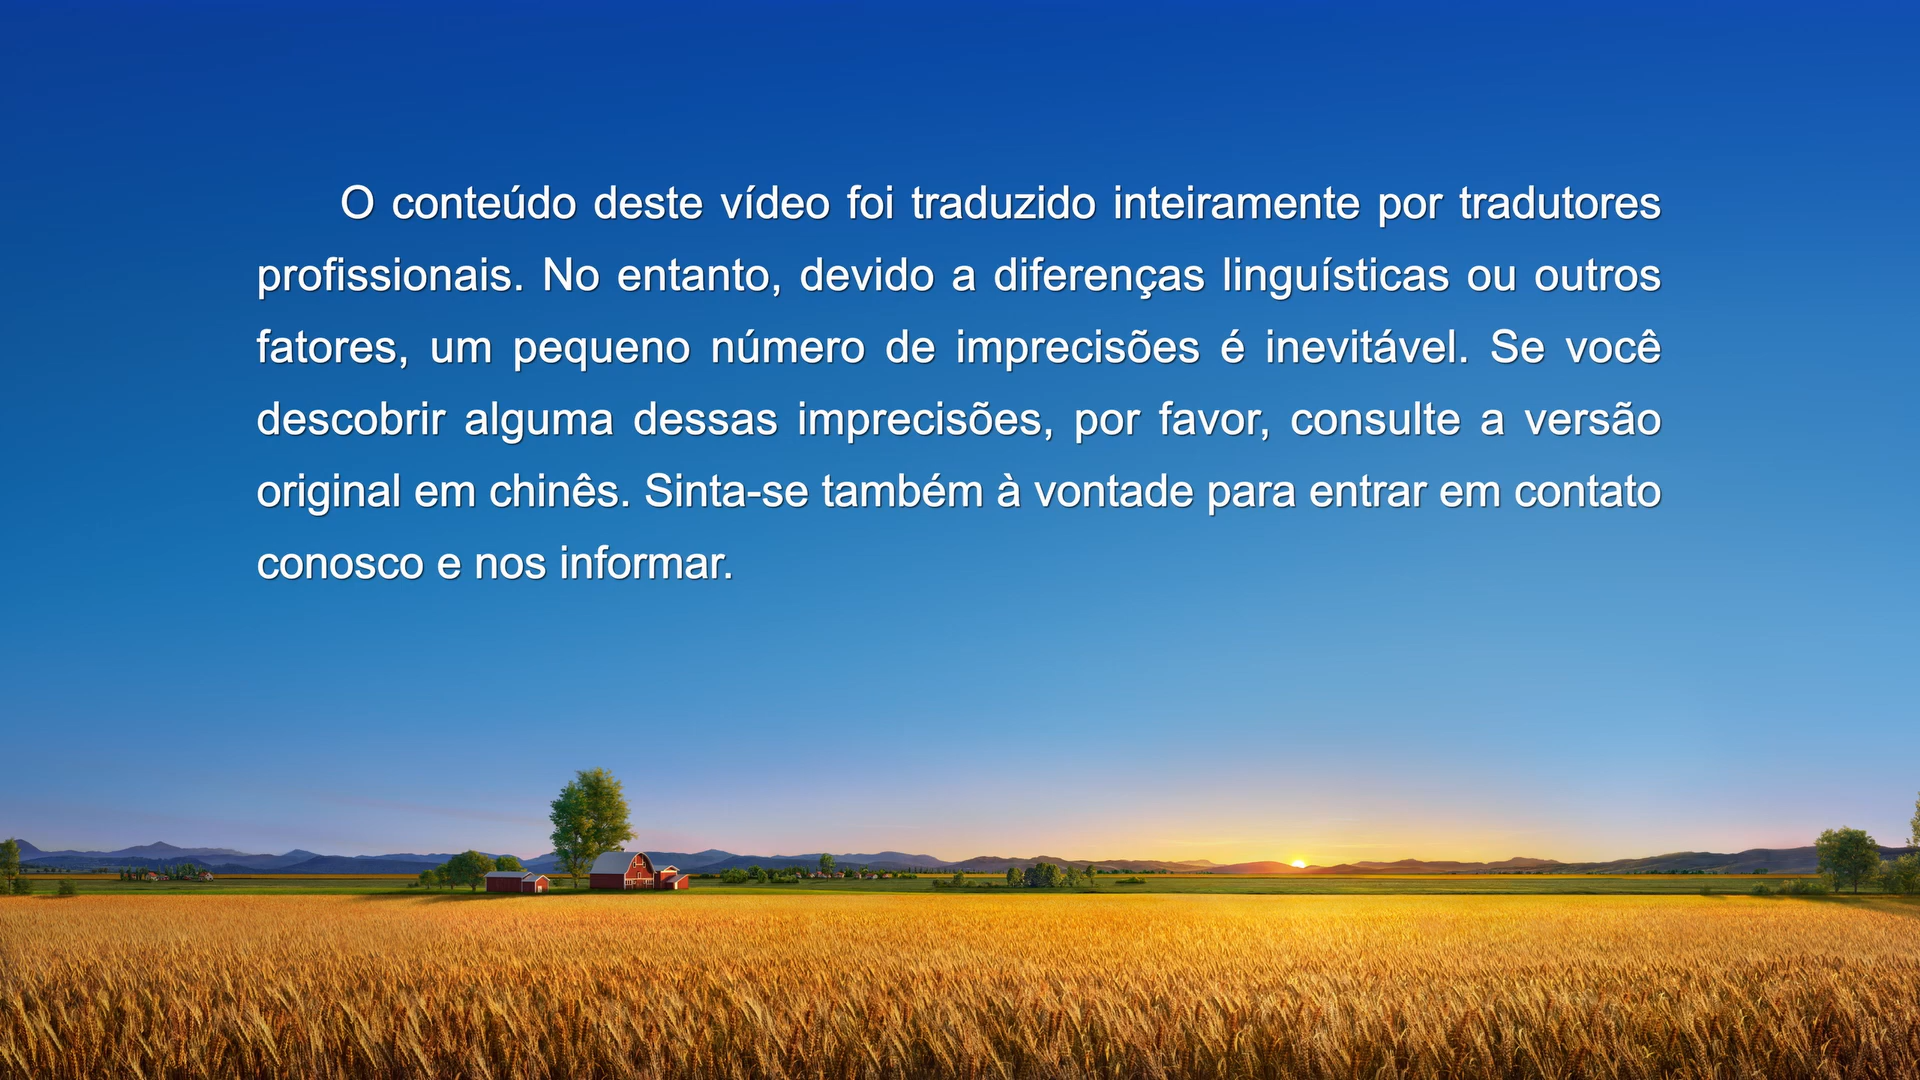 O conteúdo deste vídeo foi traduzido inteiramente por tradutores
profissionais. No entanto, devido a diferenças linguísticas ou outros
fatores, um pequeno número de imprecisões é inevitável. Se você
descobrir alguma dessas imprecisões, por favor, consulte a versão
original em chinês. Sinta-se também à vontade para entrar em contato
conosco e nos informar.